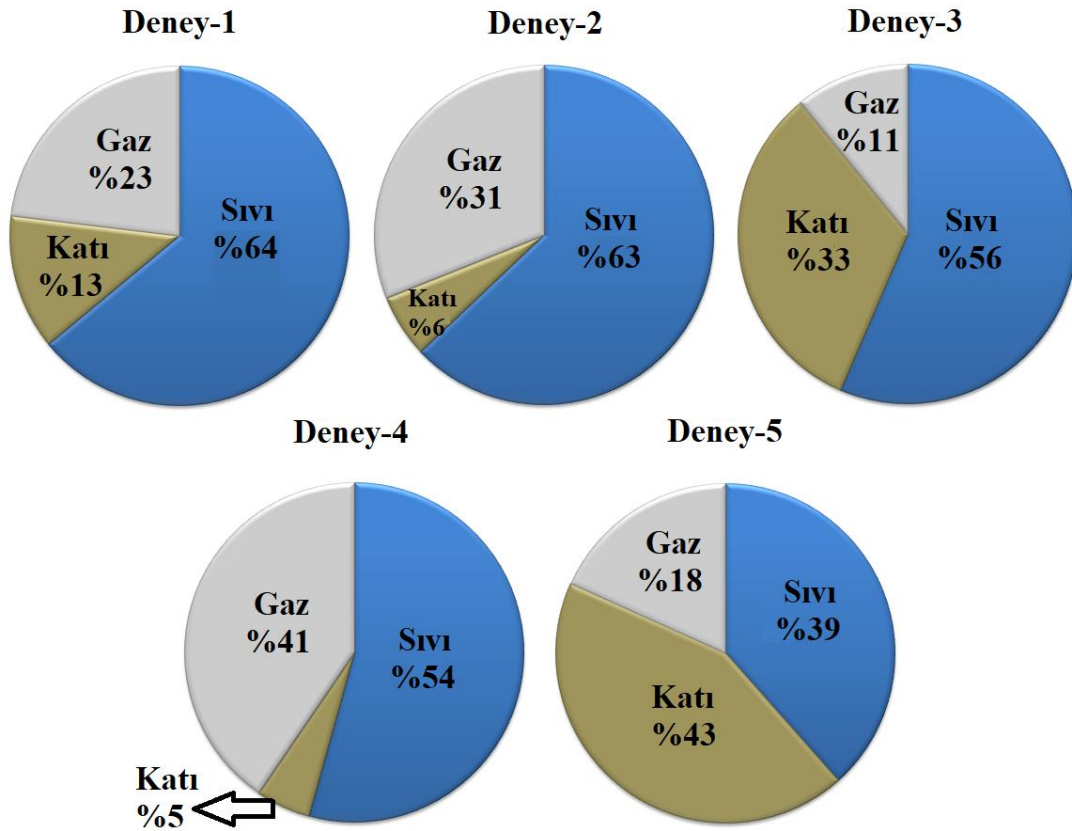 Deney-1
Gaz
%23
Sıvı
%64
Katı
%13
Deney-2
Gaz
%31
Sıvı
%63
Katı
%6
Deney-3
Gaz
%11
Katı
%33
Sıvı
%56
Deney-4
Gaz
%41
Sıvı
%54
Katı
%5
Deney-5
Gaz
%18
Sıvı
%39
Katı
%43